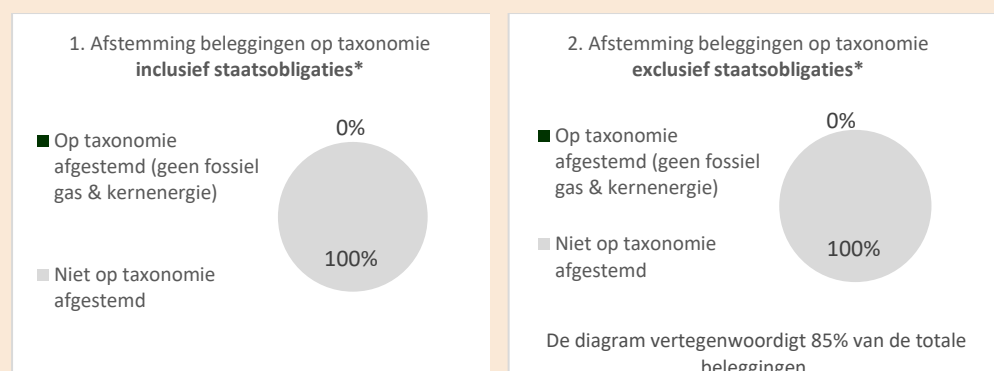 1. Afstemming beleggingen op taxonomie
inclusief staatsobligaties*
Op taxonomie
afgestemd (geen fossiel
gas & kernenergie)
Niet op taxonomie
afgestemd
0%
100%
2. Afstemming beleggingen op taxonomie
exclusief staatsobligaties*
Op taxonomie
afgestemd (geen fossiel
gas & kernenergie)
Niet op taxonomie
afgestemd
0%
100%
De diagram vertegenwoordigt 85% van de totale
beleggingen